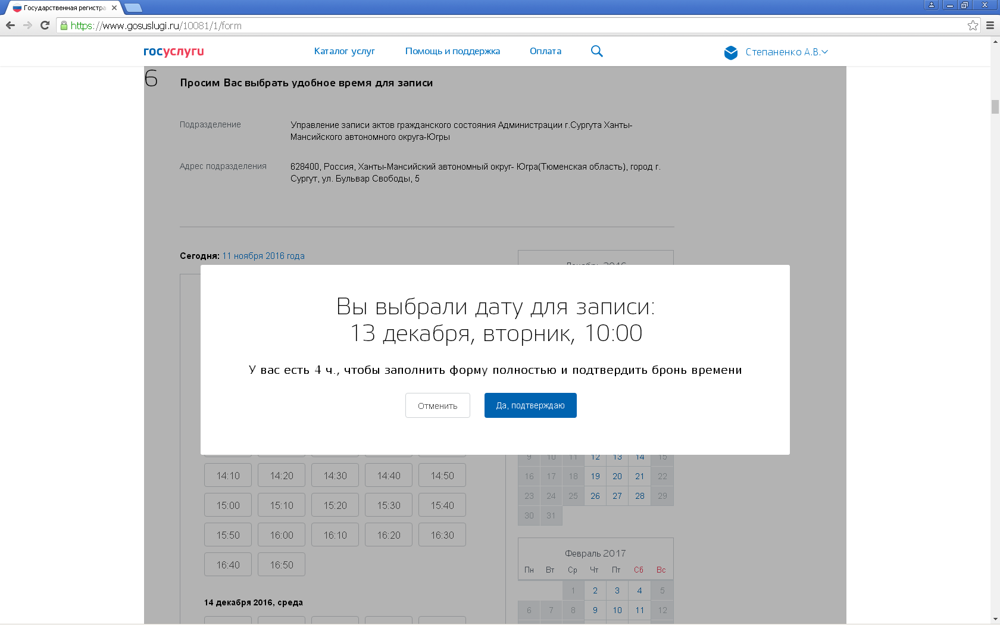 Государственная регистра
https://www.gosuslugi.ru/10081/1/form
госуслуги
Каталог услуг
Помощь и поддержка
Оплата
Степаненко А.В.
6
Просим Вас выбрать удобное время для записи
Подразделение
Управление записи актов гражданского состояния Администрации г.Сургута Ханты-
Мансийского автономного округа-Югры
Адрес подразделения
628400, Россия, Ханты-Мансийский автономный округ- Югра(Тюменская область), город г.
Сургут, ул. Бульвар Свободы, 5
Сегодня: 11 ноября 2016 года
Декабрь 2016
Вы выбрали дату для записи:
13 декабря, вторник, 10:00
У вас есть 4 ч., чтобы заполнить форму полностью и подтвердить бронь времени
Отменить
Да, подтверждаю
14:10 14:20 14:30 14:40 14:50
15:00 15:10 15:20 15:30 15:40
15:50 16:00 16:10 16:20 16:30
16:40 16:50
14 декабря 2016, среда
9 10 11 12 13 14 15
16 17 18 19 20 21 22
23 24 25 26 27 28 29
30 31
Февраль 2017
Пн Вт Ср Чт Пт Сб Вс
1 2 3 4 5
6 7 8 9 10 11 12